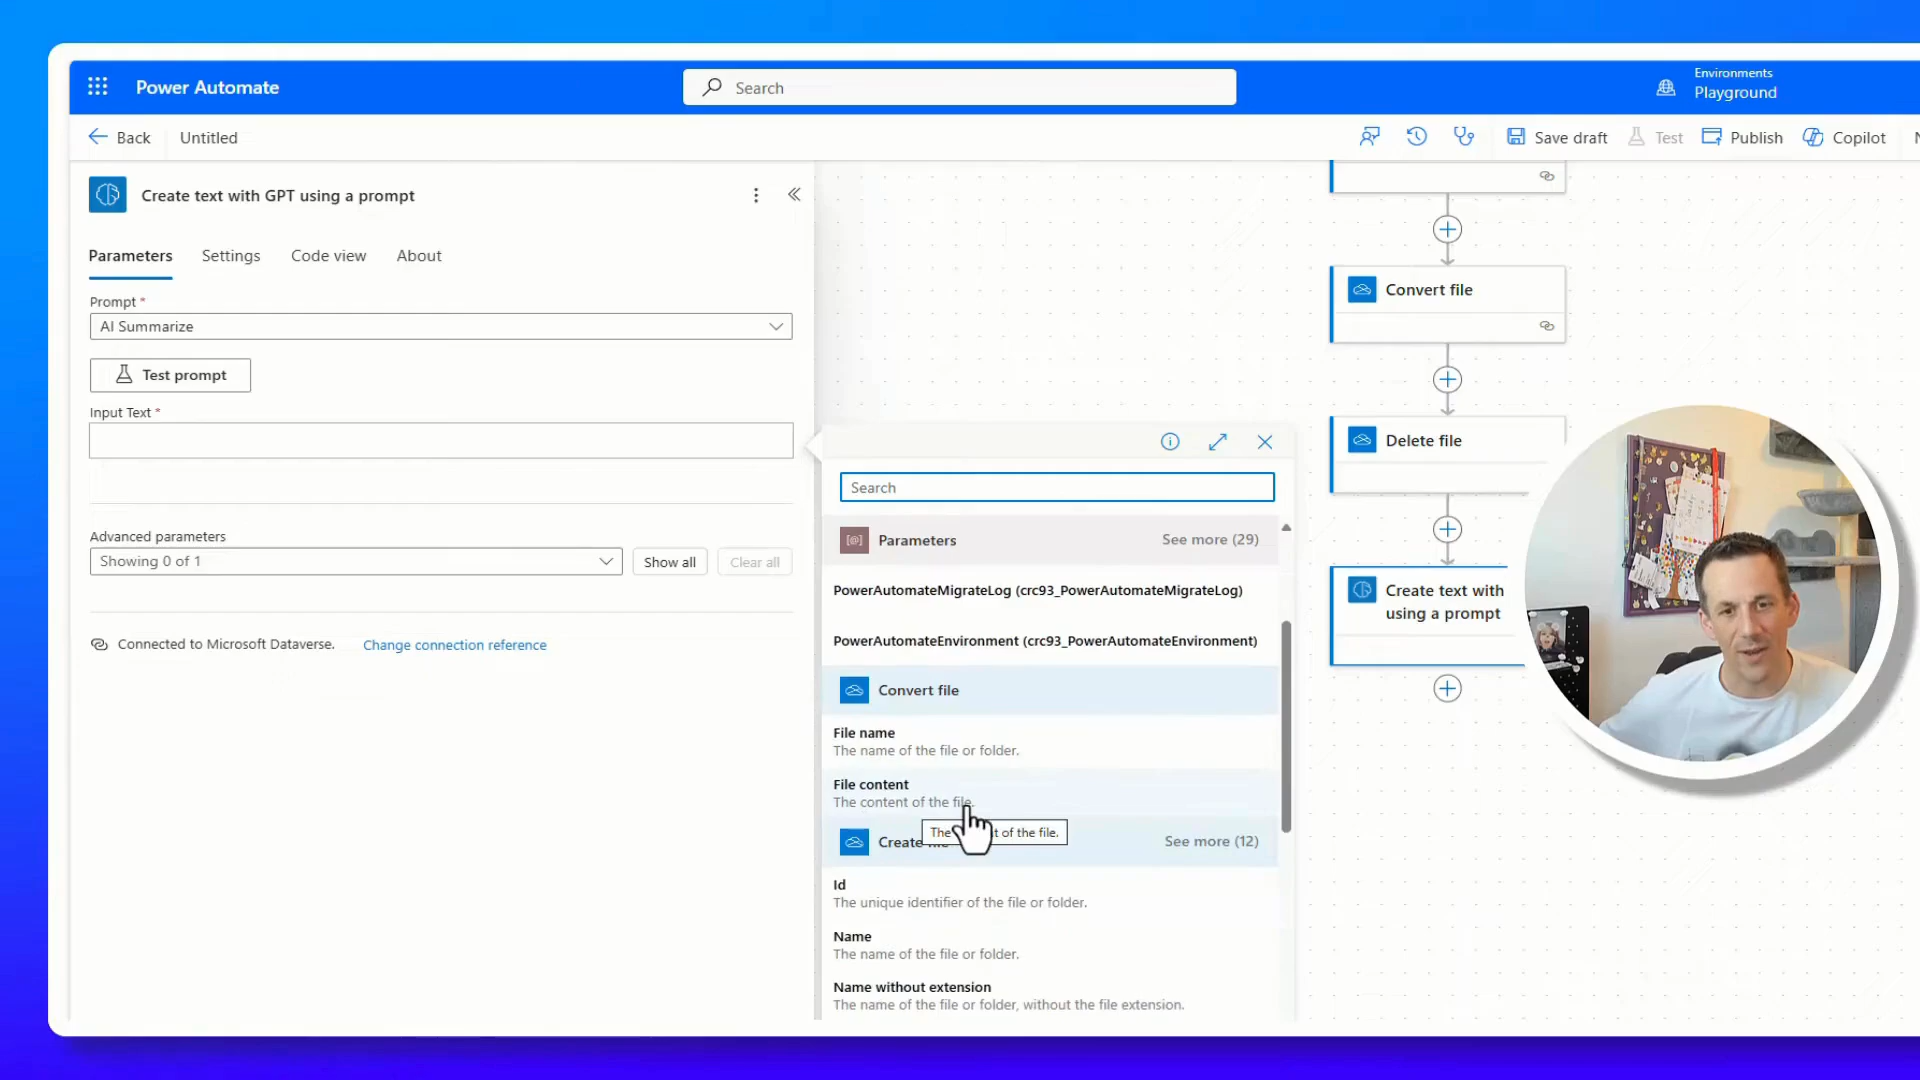 Power Automate
Search
Environments
Playground
Back
Untitled
Save draft
Test
Publish
Copilot
Create text with GPT using a prompt
Parameters
Settings
Code view
About
Prompt *
AI Summarize
Test prompt
Input Text *
Advanced parameters
Showing 0 of 1
Show all
Clear all
Connected to Microsoft Dataverse.
Change connection reference
Search
Parameters
See more (29)
PowerAutomateMigrateLog (crc93_PowerAutomateMigrateLog)
PowerAutomateEnvironment (crc93_PowerAutomateEnvironment)
Convert file
File name
The name of the file or folder.
File content
The content of the file.
The of the file.
Create
See more (12)
Id
The unique identifier of the file or folder.
Name
The name of the file or folder.
Name without extension
The name of the file or folder, without the file extension.
Convert file
Delete file
Create text with
using a prompt